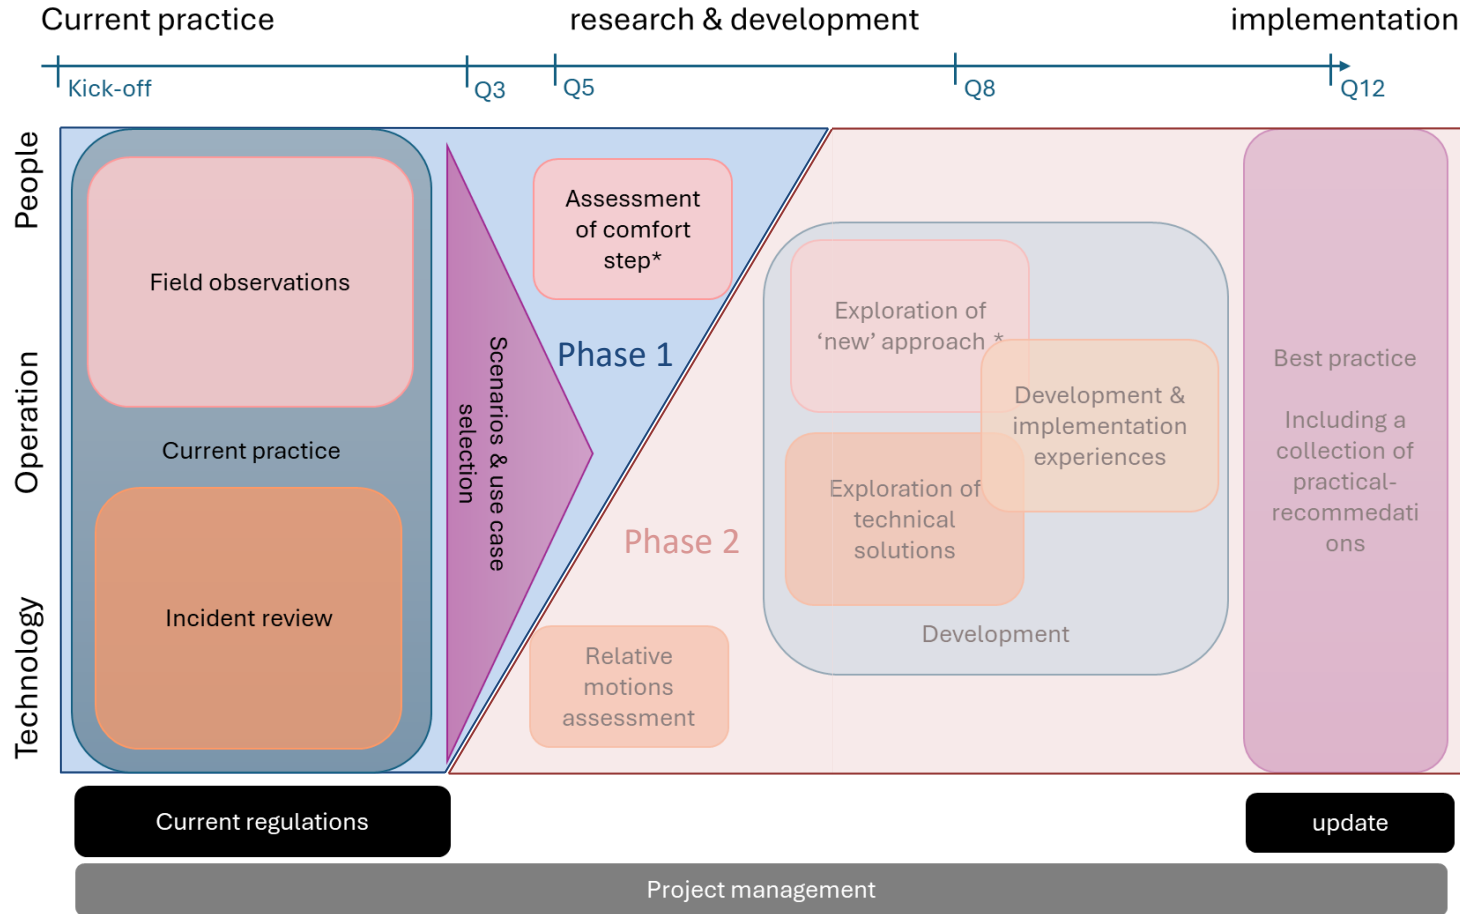 Current practice
research & development
implementation
Kick-off
Q3
Q5
Q8
Q12
People
Operation
Technology
Field observations
Current practice
Incident review
Scenarios & use case
selection
Assessment
of comfort
step*
Phase 1
Phase 2
Relative
motions
assessment
Exploration of
‘new’ approach *
Development &
implementation
experiences
Exploration of
technical
solutions
Development
Best practice
Including a
collection of
practical-
recommedati
ons
Current regulations
update
Project management